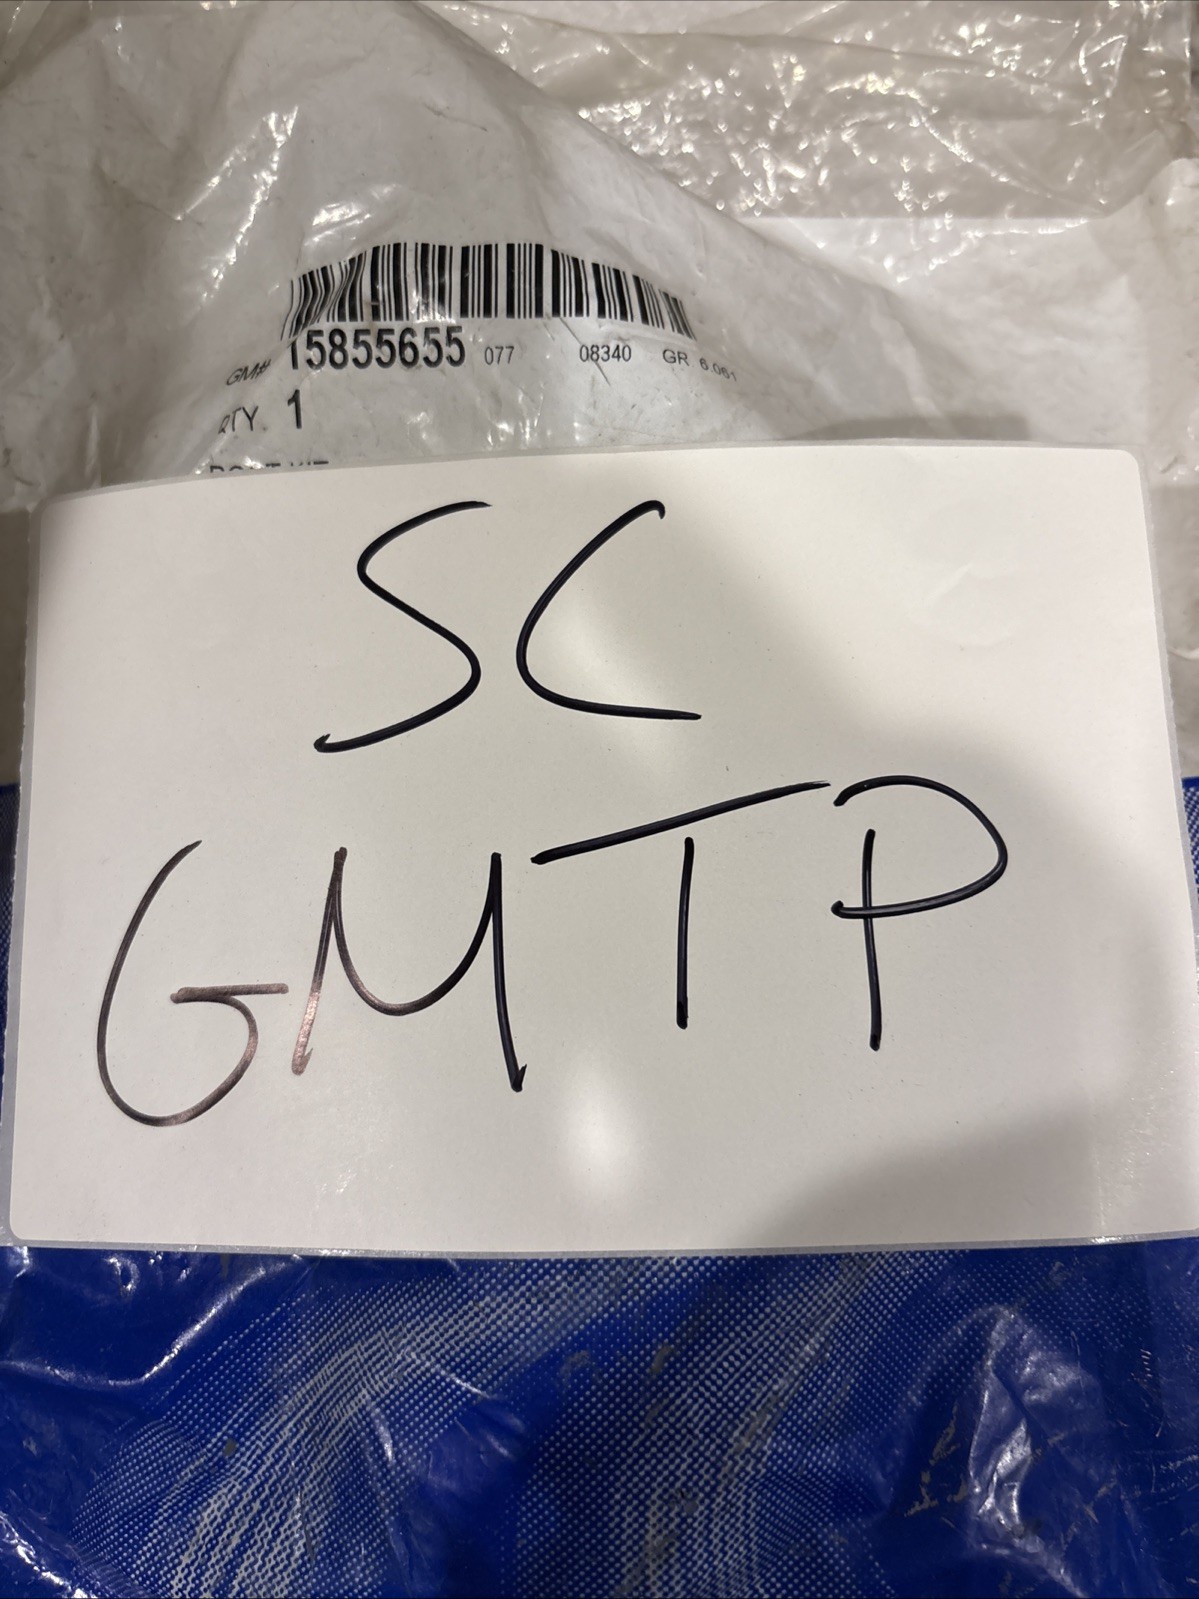 GM# 15855655 077 08340 GR 6.061
QTY. 1
SC
GMTP